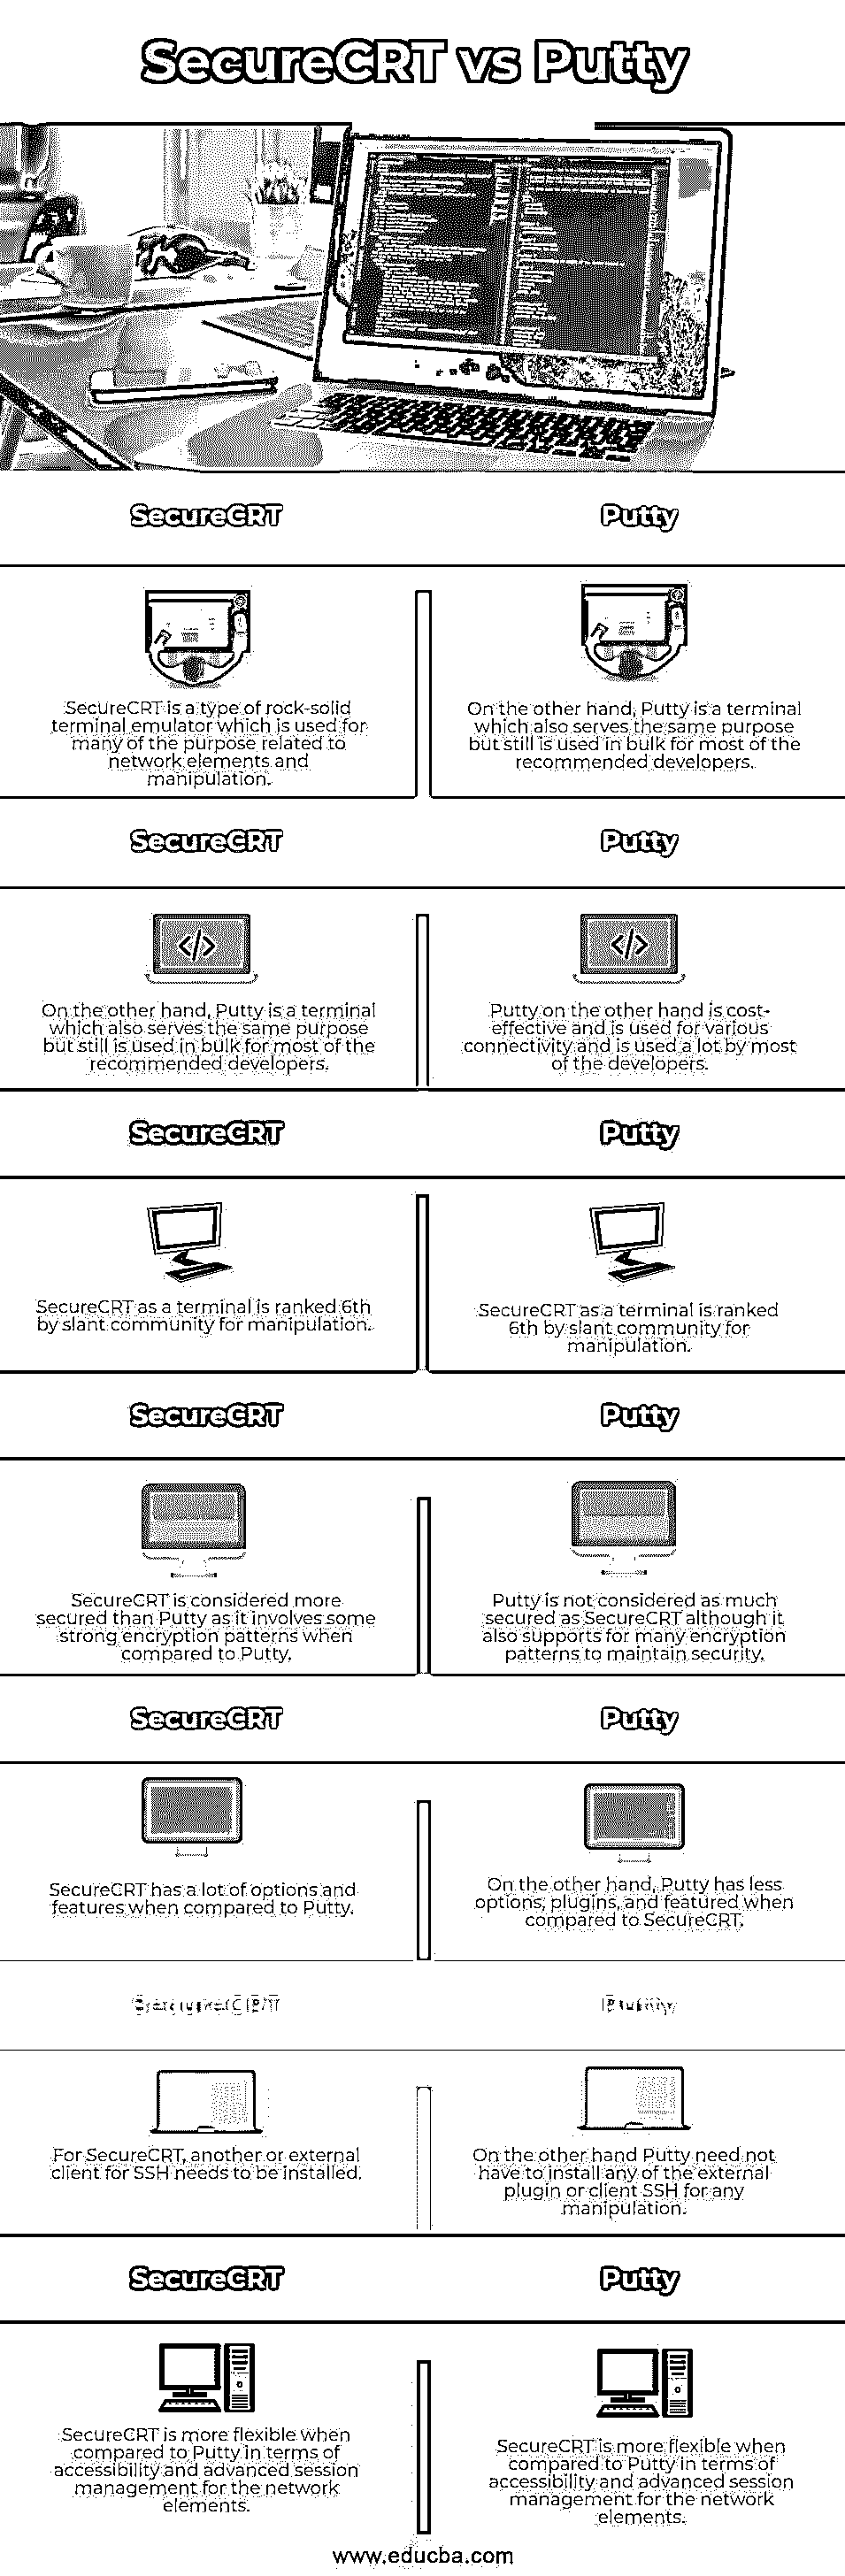 SecureCRT vs Putty
SecureCRT
Putty
SecureCRT is a type of rock-solid
terminal emulator which is used for
many of the purpose related to
network elements and
manipulation.
On the other hand, Putty is a terminal
which also serves the same purpose
but still is used in bulk for most of the
recommended developers.
SecureCRT
Putty
On the other hand, Putty is a terminal
which also serves the same purpose
but still is used in bulk for most of the
recommended developers.
Putty on the other hand is cost-
effective and is used for various
connectivity and is used a lot by most
of the developers.
SecureCRT
Putty
SecureCRT as a terminal is ranked 6th
by slant community for manipulation.
SecureCRT as a terminal is ranked
6th by slant community for
manipulation.
SecureCRT
Putty
SecureCRT is considered more
secured than Putty as it involves some
strong encryption patterns when
compared to Putty.
Putty is not considered as much
secured as SecureCRT although it
also supports for many encryption
patterns to maintain security.
SecureCRT
Putty
SecureCRT has a lot of options and
features when compared to Putty.
On the other hand, Putty has less
options, plugins, and featured when
compared to SecureCRT.
SecureCRT
Putty
For SecureCRT, another or external
client for SSH needs to be installed.
On the other hand Putty need not
have to install any of the external
plugin or client SSH for any
manipulation.
SecureCRT
Putty
SecureCRT is more flexible when
compared to Putty in terms of
accessibility and advanced session
management for the network
elements.
SecureCRT is more flexible when
compared to Putty in terms of
accessibility and advanced session
management for the network
elements.
www.educba.com